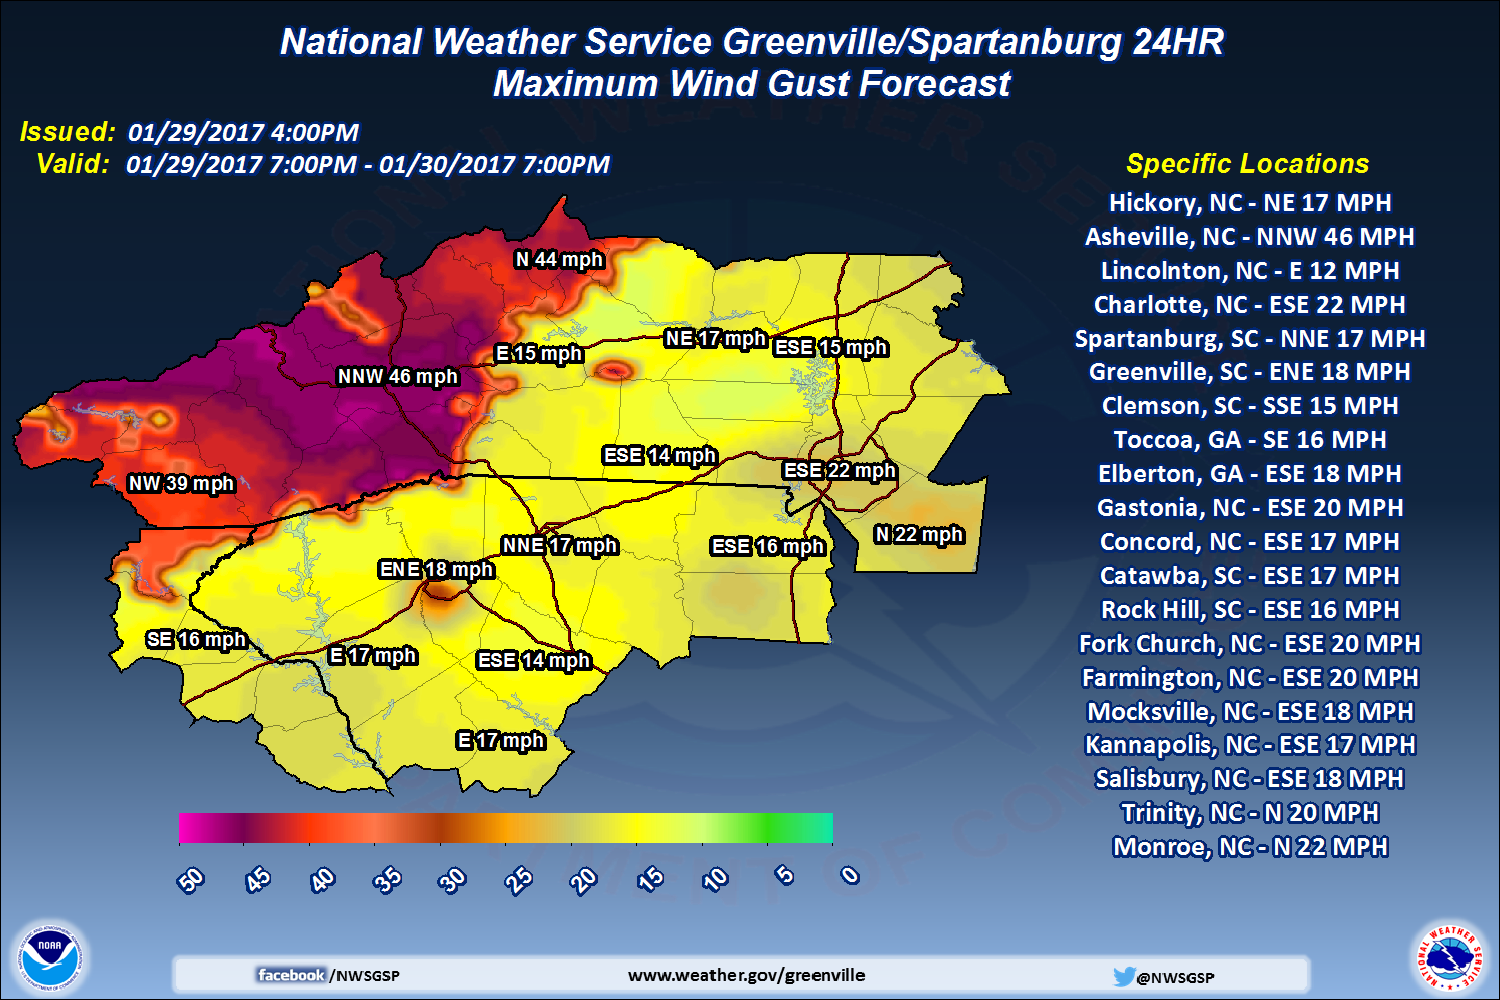 National Weather Service Greenville/Spartanburg 24HR
Maximum Wind Gust Forecast
Issued: 01/29/2017 4:00PM
Valid: 01/29/2017 7:00PM - 01/30/2017 7:00PM
Specific Locations
Hickory, NC - NE 17 MPH
Asheville, NC - NNW 46 MPH
Lincolnton, NC - E 12 MPH
Charlotte, NC - ESE 22 MPH
Spartanburg, SC - NNE 17 MPH
Greenville, SC - ENE 18 MPH
Clemson, SC - SSE 15 MPH
Toccoa, GA - SE 16 MPH
Elberton, GA - ESE 18 MPH
Gastonia, NC - ESE 20 MPH
Concord, NC - ESE 17 MPH
Catawba, SC - ESE 17 MPH
Rock Hill, SC - ESE 16 MPH
Fork Church, NC - ESE 20 MPH
Farmington, NC - ESE 20 MPH
Mocksville, NC - ESE 18 MPH
Kannapolis, NC - ESE 17 MPH
Salisbury, NC - ESE 18 MPH
Trinity, NC - N 20 MPH
Monroe, NC - N 22 MPH
N 44 mph
NE 17 mph
E 15 mph
ESE 15 mph
NNW 46 mph
ESE 14 mph
ESE 22 mph
NW 39 mph
N 22 mph
NNE 17 mph
ESE 16 mph
ENE 18 mph
SE 16 mph
E 17 mph
ESE 14 mph
E 17 mph
50 45 40 35 30 25 20 15 10 5 0
NOAA
NATIONAL WEATHER SERVICE
facebook /NWSGSP
www.weather.gov/greenville
@NWSGSP